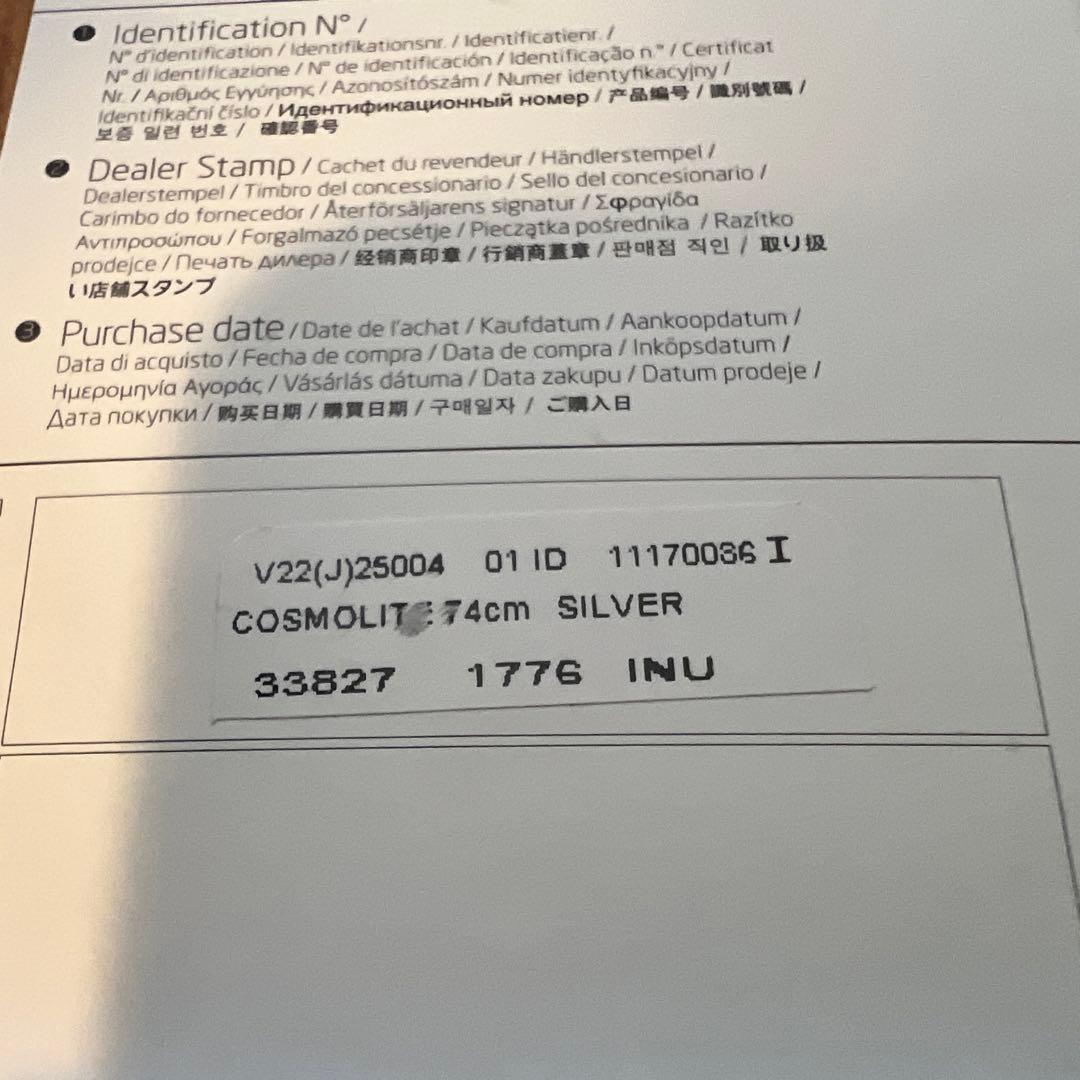 ❶ Identification N° /
N° d'identification / Identifikationsnr. / Identificatienr. /
N° di identificazione / N° de identificación / Identificação n.° / Certificat
Nr. / Αριθμός Εγγύησης / Azonosítószám / Numer identyfikacyjny /
Identifikační číslo / Идентификационный номер / 产品编号 / 識別號碼 /
보증 일련 번호 / 確認番号
❷ Dealer Stamp / Cachet du revendeur / Händlerstempel /
Dealerstempel / Timbro del concessionario / Sello del concesionario /
Carimbo do fornecedor / Återförsäljarens signatur / Σφραγίδα
Αντιπροσώπου / Forgalmazó pecsétje / Pieczątka pośrednika / Razítko
prodejce / Печать дилера / 经销商印章 / 行銷商蓋章 / 판매점 직인 / 取り扱
い店舗スタンプ
❸ Purchase date / Date de l'achat / Kaufdatum / Aankoopdatum /
Data di acquisto / Fecha de compra / Data de compra / Inköpsdatum /
Ημερομηνία Αγοράς / Vásárlás dátuma / Data zakupu / Datum prodeje /
Дата покупки / 购买日期 / 購買日期 / 구매일자 / ご購入日
V22(J)25004 01 ID 11170036 I
COSMOLITE 74cm SILVER
33827 1776 INU